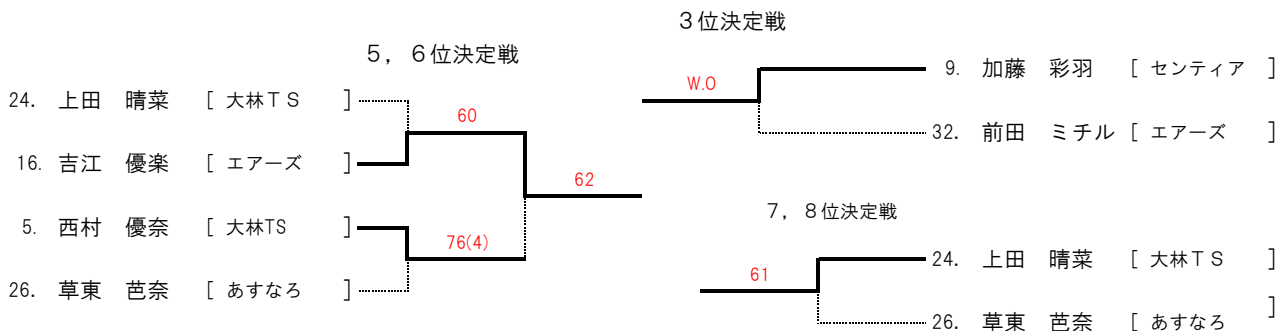 ３位決定戦
５，６位決定戦
9. 加藤　彩羽 [ センティア ]
W.O
24. 上田　晴菜 [ 大林ＴＳ ]
60
32. 前田　ミチル [ エアーズ ]
16. 吉江　優楽 [ エアーズ ]
62
7，８位決定戦
5. 西村　優奈 [ 大林TS ]
76(4)
24. 上田　晴菜 [ 大林ＴＳ ]
61
26. 草東　芭奈 [ あすなろ ]
26. 草東　芭奈 [ あすなろ ]